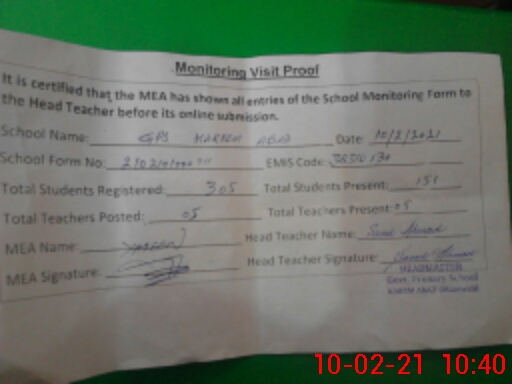 Monitoring Visit Proof
It is certified that the MEA has shown all entries of the School Monitoring Form to
the Head Teacher before its online submission.
School Name: GPS KAREEM ABAD Date: 10/2/2021
School Form No: EMIS Code:
Total Students Registered: 305 Total Students Present: 151
Total Teachers Posted: 05 Total Teachers Present: 05
MEA Name: Head Teacher Name:
MEA Signature: Head Teacher Signature:
HEADMASTER
Govt. Primary School
10-02-21 10:40